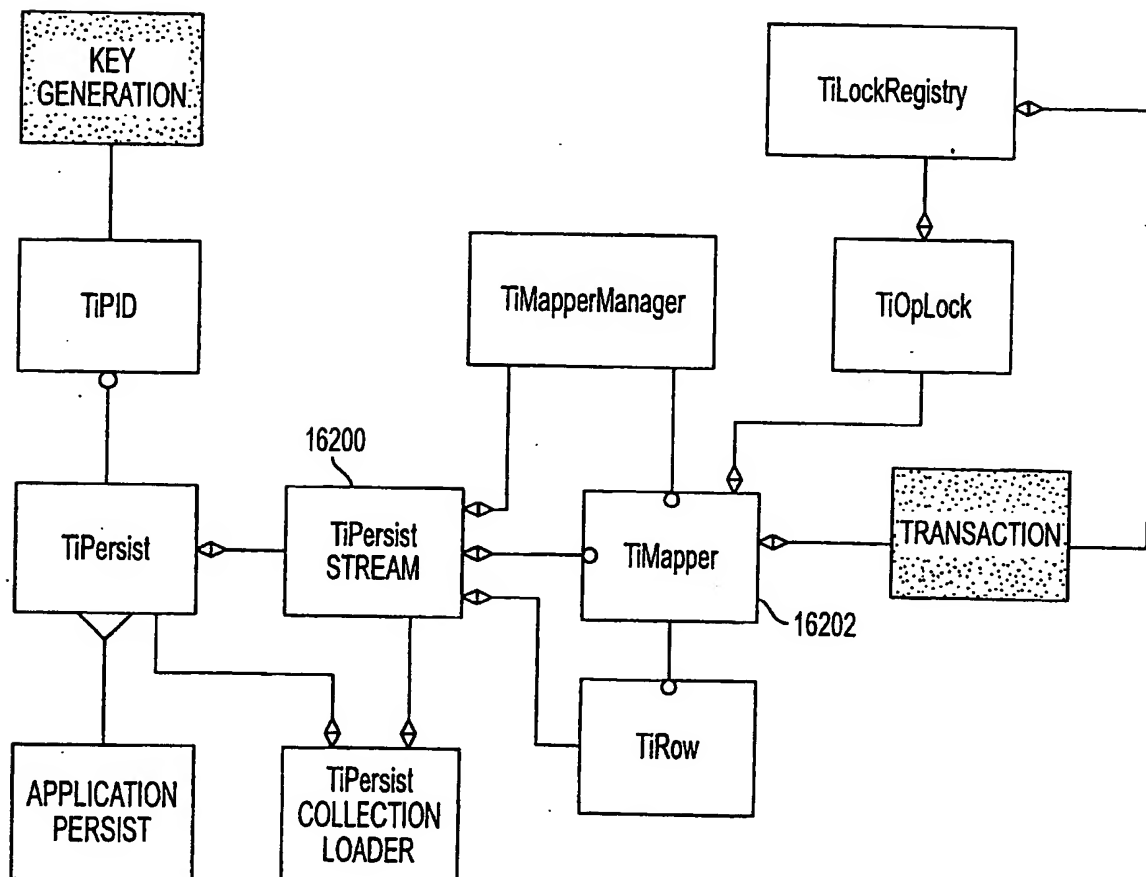 KEY
GENERATION
TiLockRegistry
TiPID
TiMapperManager
TiOpLock
16200
TiPersist
TiPersist
STREAM
TiMapper
TRANSACTION
16202
TiRow
APPLICATION
PERSIST
TiPersist
COLLECTION
LOADER